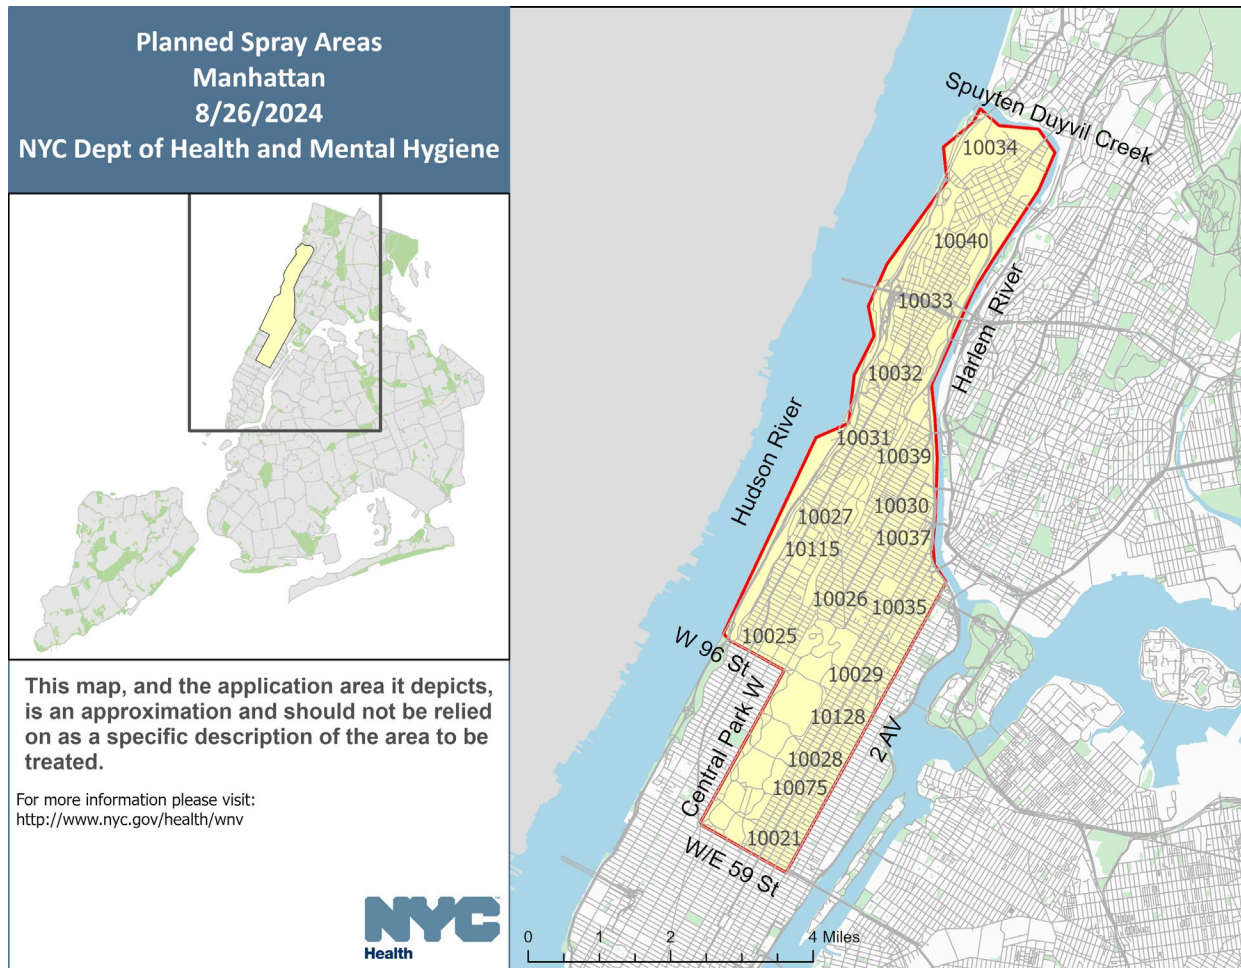 Planned Spray Areas
Manhattan
8/26/2024
NYC Dept of Health and Mental Hygiene
This map, and the application area it depicts,
is an approximation and should not be relied
on as a specific description of the area to be
treated.
For more information please visit:
http://www.nyc.gov/health/wnv
NYC
Health
Spuyten Duyvil Creek
10034
10040
10033
Harlem River
10032
Hudson River
10031
10039
10030
10027
10037
10115
10026
10035
10025
W 96 St
10029
Central Park W
10128
2 AV
10028
10075
10021
W/E 59 St
0 1 2 4 Miles